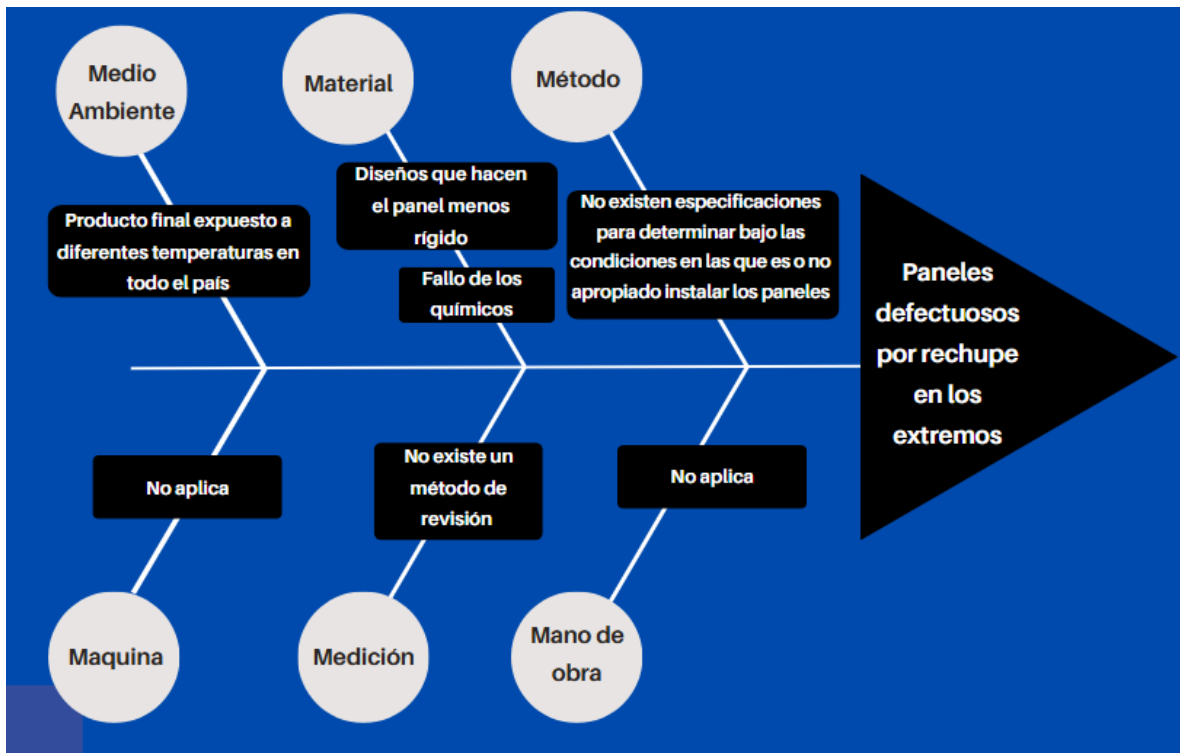 Medio
Ambiente
Material
Método
Producto final expuesto a
diferentes temperaturas en
todo el país
Diseños que hacen
el panel menos
rígido
Fallo de los
químicos
No existen especificaciones
para determinar bajo las
condiciones en las que es o no
apropiado instalar los paneles
Paneles
defectuosos
por rechupe
en los
extremos
No aplica
No existe un
método de
revisión
No aplica
Maquina
Medición
Mano de
obra